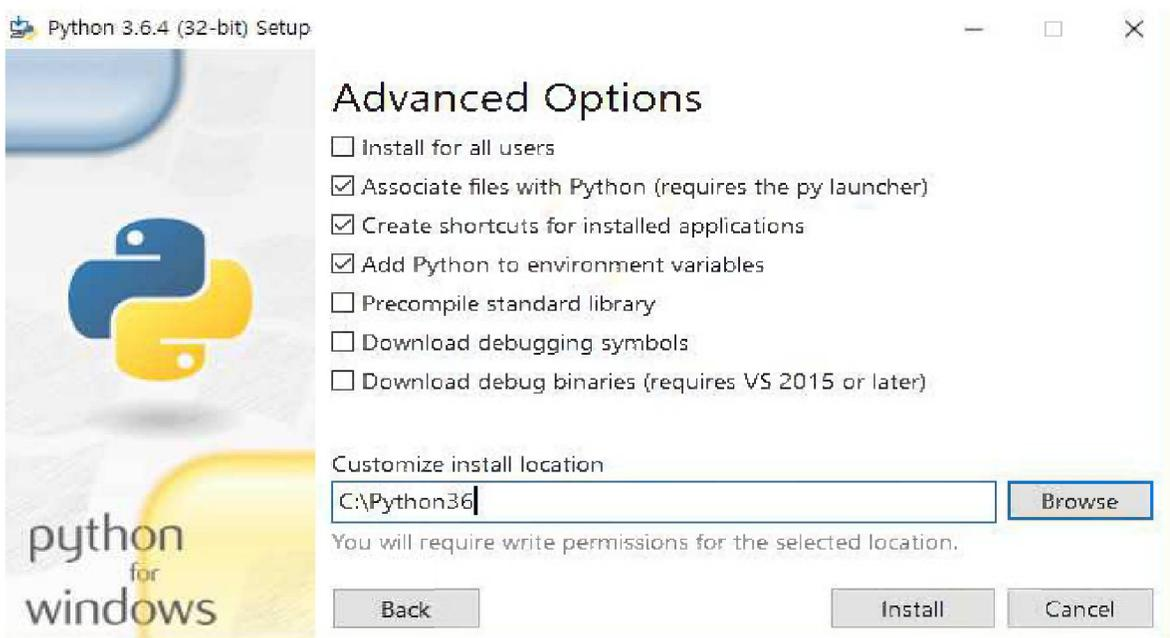 Python 3.6.4 (32-bit) Setup
Advanced Options
Install for all users
Associate files with Python (requires the py launcher)
Create shortcuts for installed applications
Add Python to environment variables
Precompile standard library
Download debugging symbols
Download debug binaries (requires VS 2015 or later)
Customize install location
C:\Python36
Browse
You will require write permissions for the selected location.
python
for
windows
Back
Install
Cancel